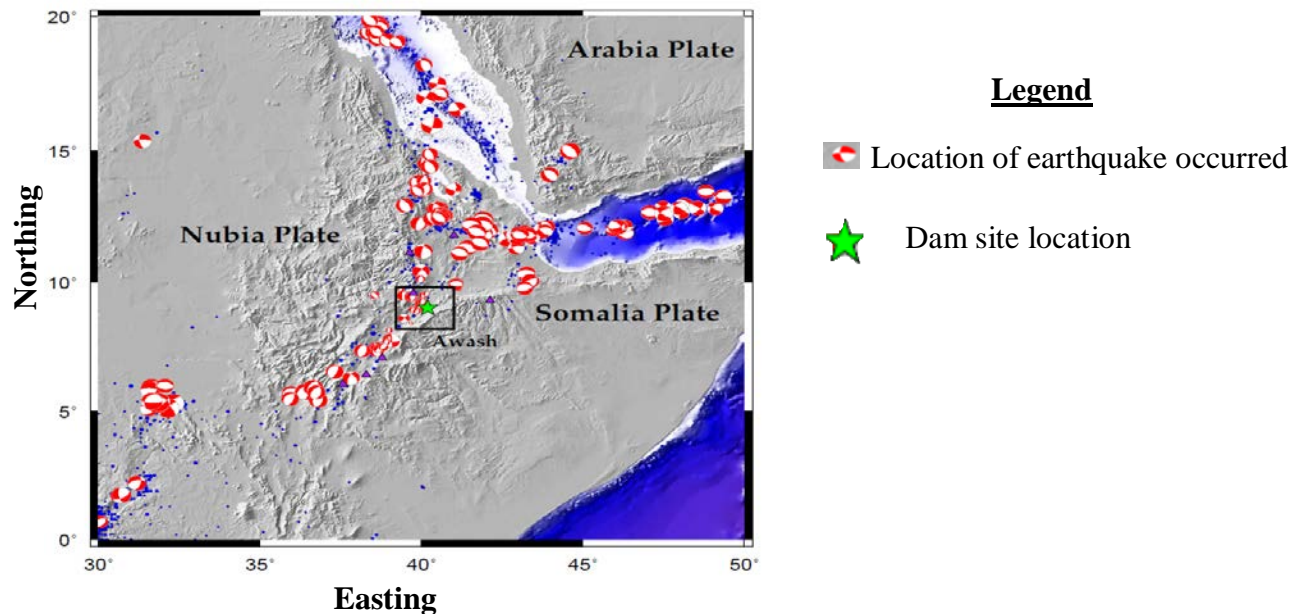 20°
Arabia Plate
15°
Nubia Plate
Northing
10°
Somalia Plate
Awash
5°
0°
30°
35°
40°
45°
50°
Easting
Legend
Location of earthquake occurred
Dam site location